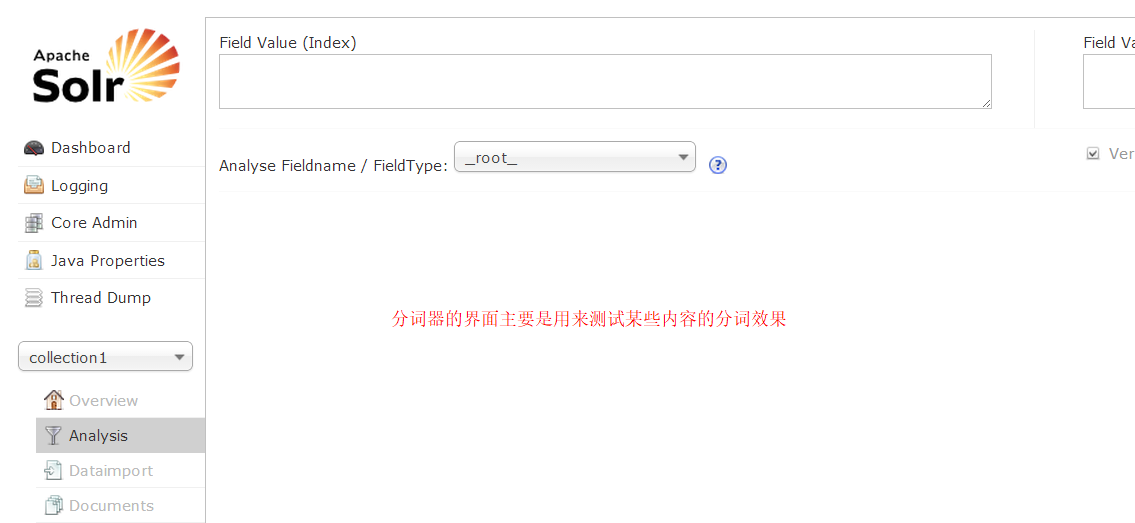 Apache
Solr
Dashboard
Logging
Core Admin
Java Properties
Thread Dump
collection1
Overview
Analysis
Dataimport
Documents
Field Value (Index)
Field Va
Analyse Fieldname / FieldType:
_root_
?
Ver
分词器的界面主要是用来测试某些内容的分词效果